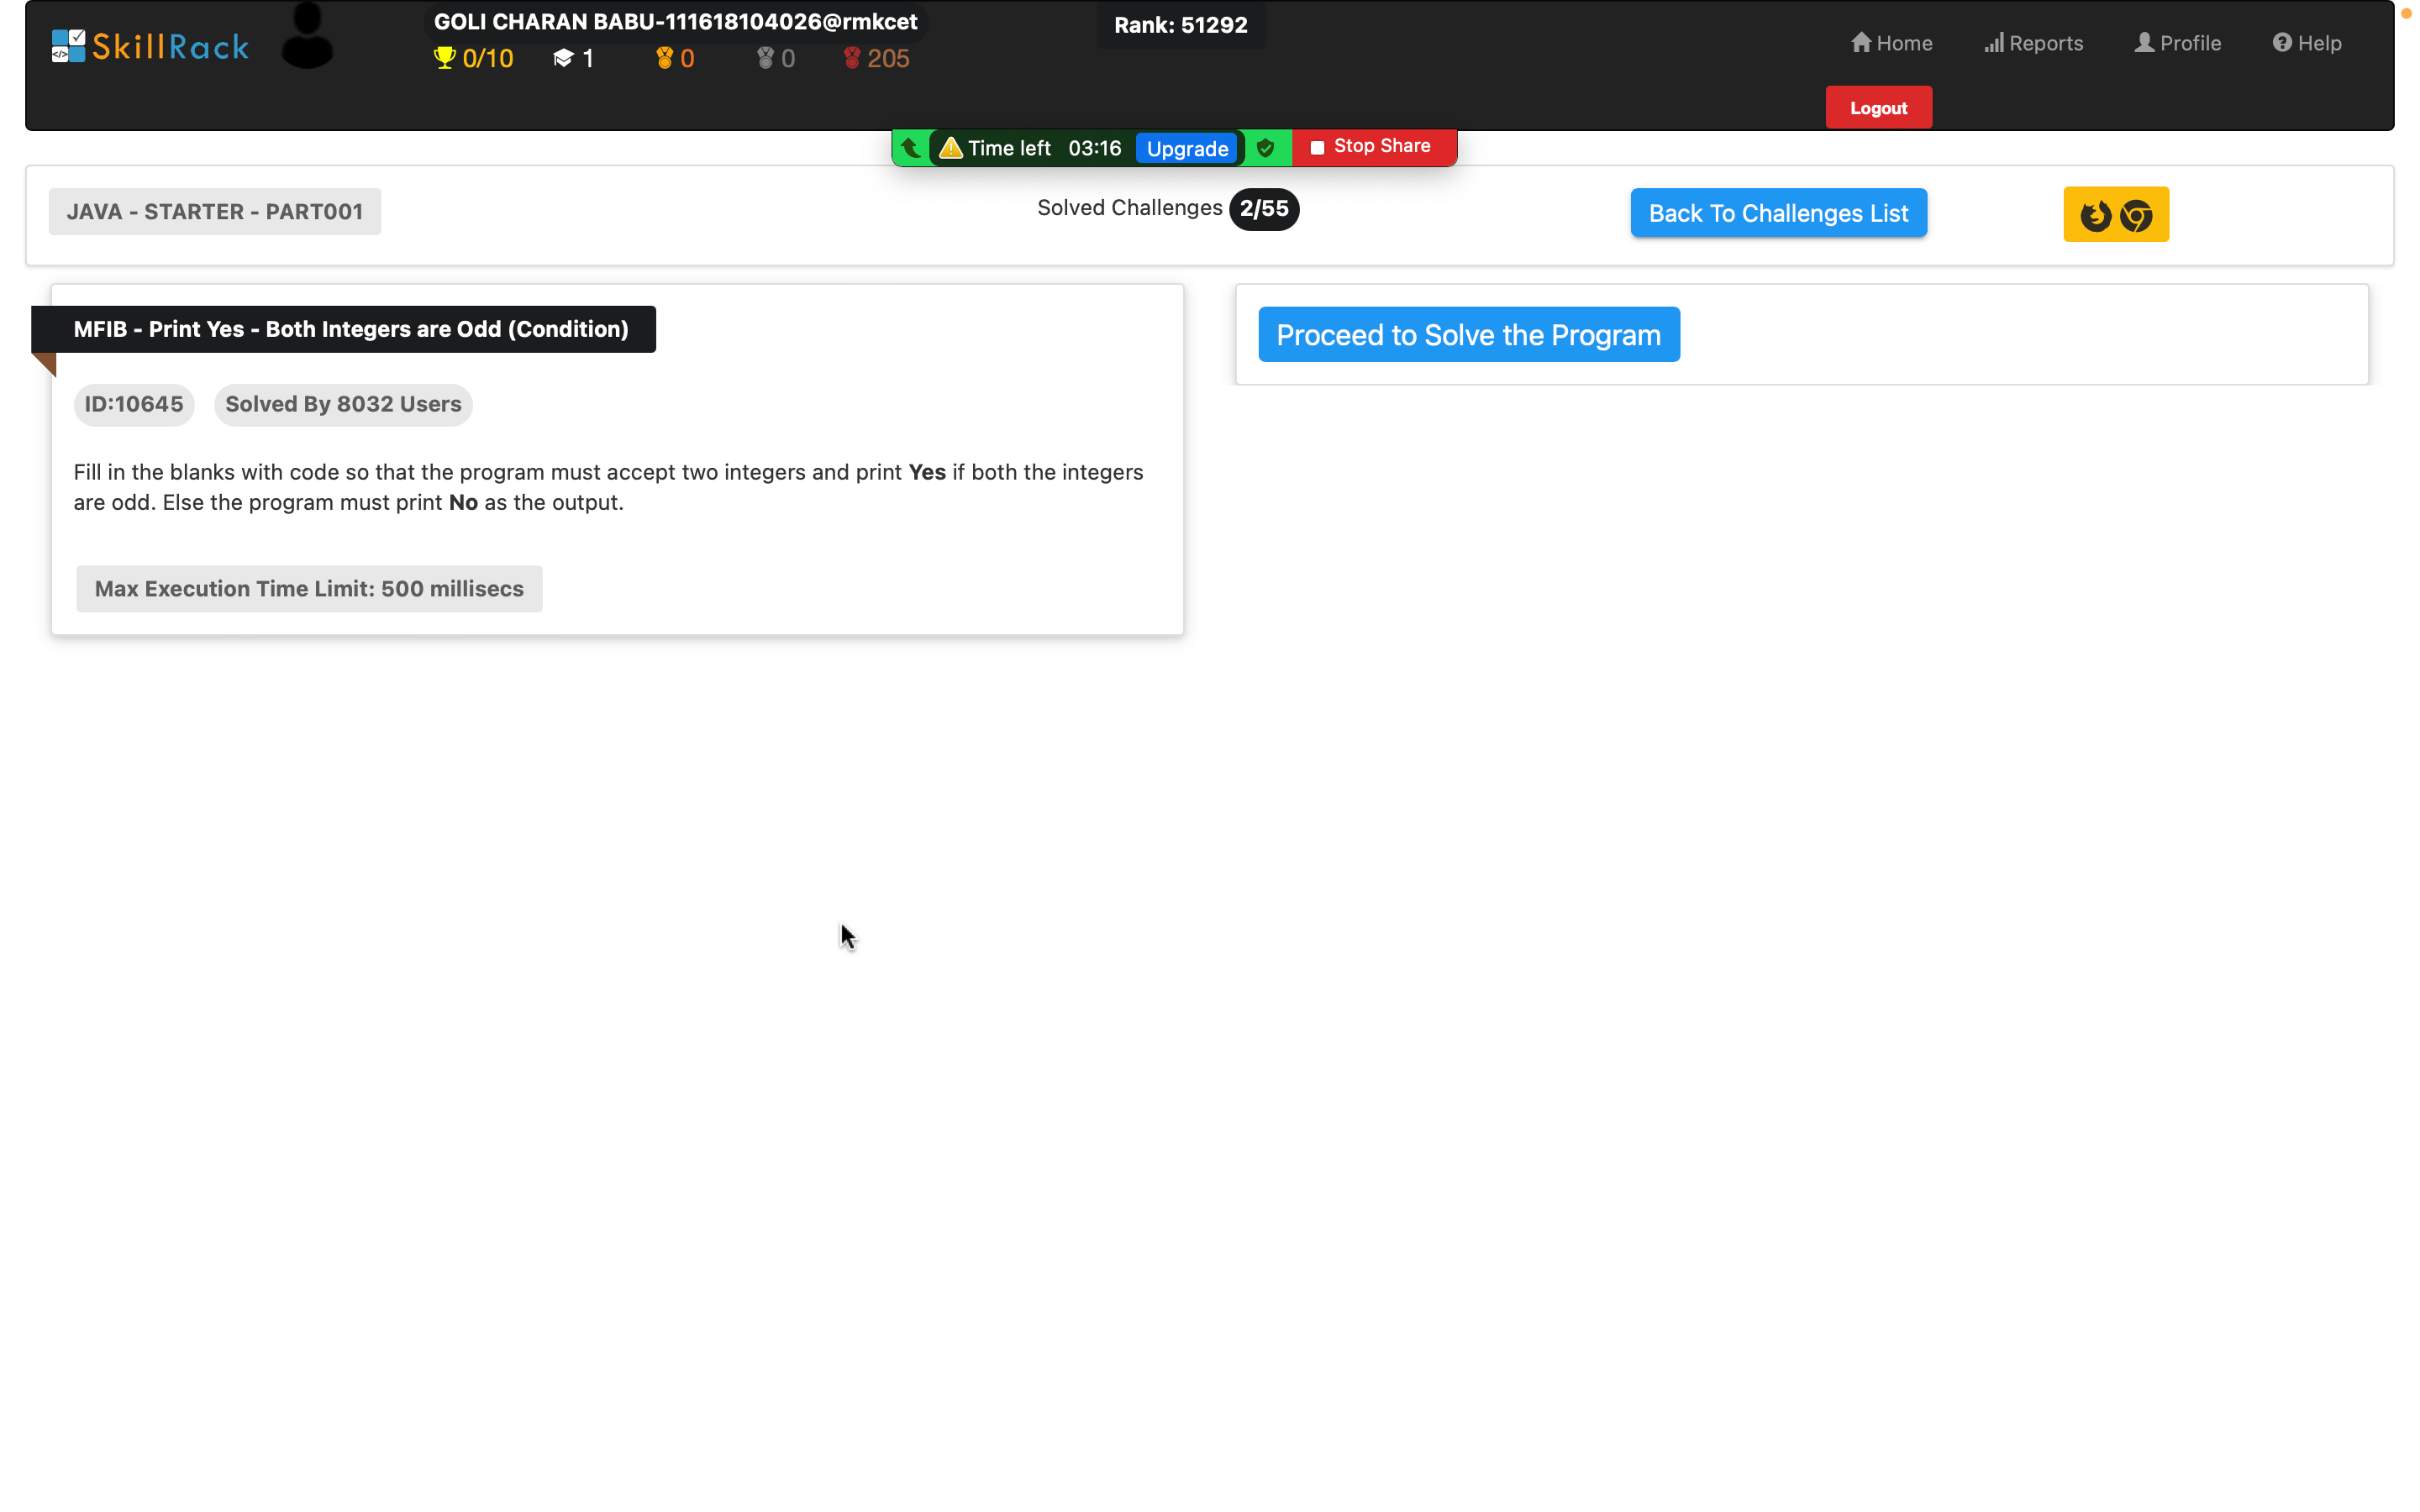 SkillRack
GOLI CHARAN BABU-111618104026@rmkcet
0/10 1 0 0 205
Rank: 51292
Home Reports Profile Help
Logout
Time left 03:16 Upgrade Stop Share
JAVA - STARTER - PART001
Solved Challenges 2/55
Back To Challenges List
MFIB - Print Yes - Both Integers are Odd (Condition)
Proceed to Solve the Program
ID:10645 Solved By 8032 Users
Fill in the blanks with code so that the program must accept two integers and print Yes if both the integers
are odd. Else the program must print No as the output.
Max Execution Time Limit: 500 millisecs